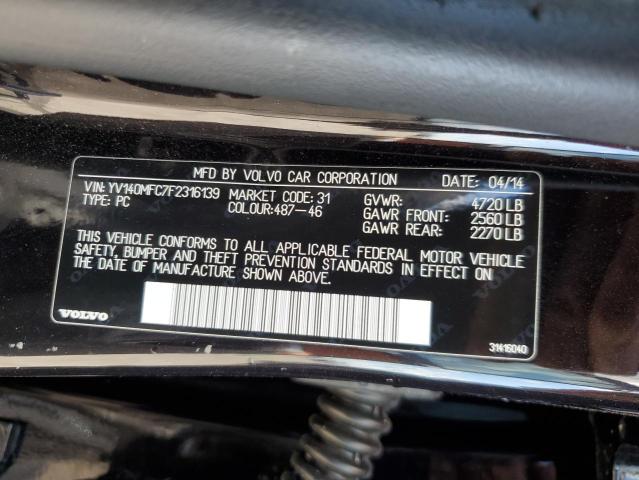 MFD BY VOLVO CAR CORPORATION DATE: 04/14
VIN: YV140MFC7F2316139 MARKET CODE: 31 GVWR: 4720 LB
TYPE: PC COLOUR:487-46 GAWR FRONT: 2560 LB
GAWR REAR: 2270 LB
THIS VEHICLE CONFORMS TO ALL APPLICABLE FEDERAL MOTOR VEHICLE
SAFETY, BUMPER AND THEFT PREVENTION STANDARDS IN EFFECT ON
THE DATE OF MANUFACTURE SHOWN ABOVE.
VOLVO
31416040